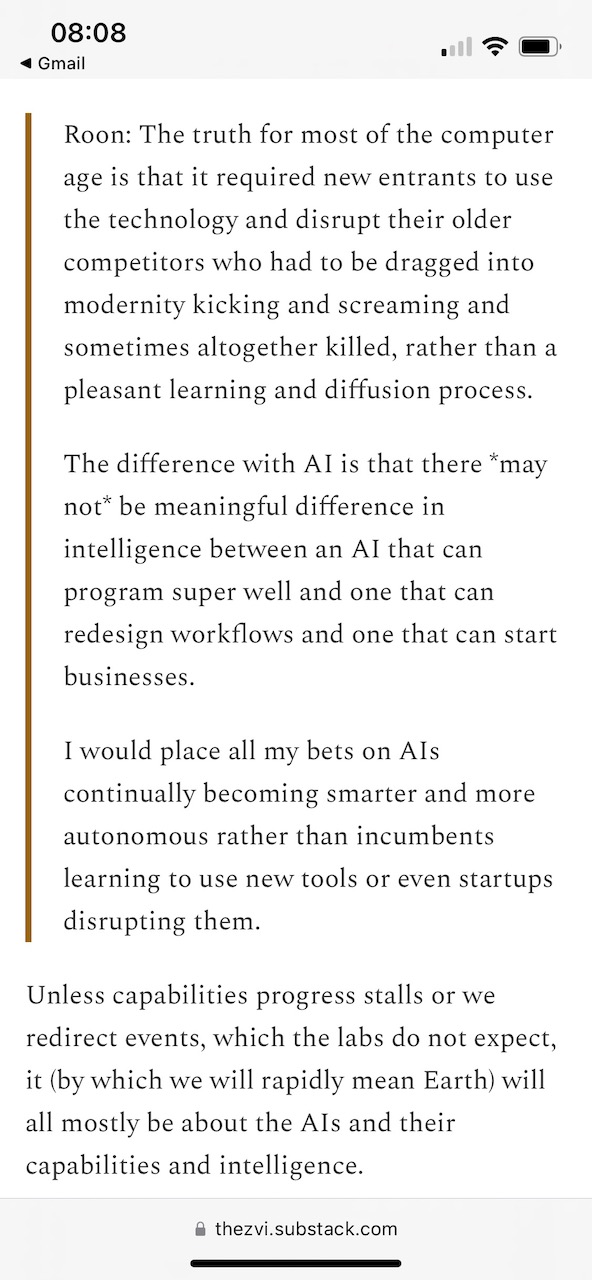 08:08
◀ Gmail
Roon: The truth for most of the computer
age is that it required new entrants to use
the technology and disrupt their older
competitors who had to be dragged into
modernity kicking and screaming and
sometimes altogether killed, rather than a
pleasant learning and diffusion process.
The difference with AI is that there *may
not* be meaningful difference in
intelligence between an AI that can
program super well and one that can
redesign workflows and one that can start
businesses.
I would place all my bets on AIs
continually becoming smarter and more
autonomous rather than incumbents
learning to use new tools or even startups
disrupting them.
Unless capabilities progress stalls or we
redirect events, which the labs do not expect,
it (by which we will rapidly mean Earth) will
all mostly be about the AIs and their
capabilities and intelligence.
thezvi.substack.com